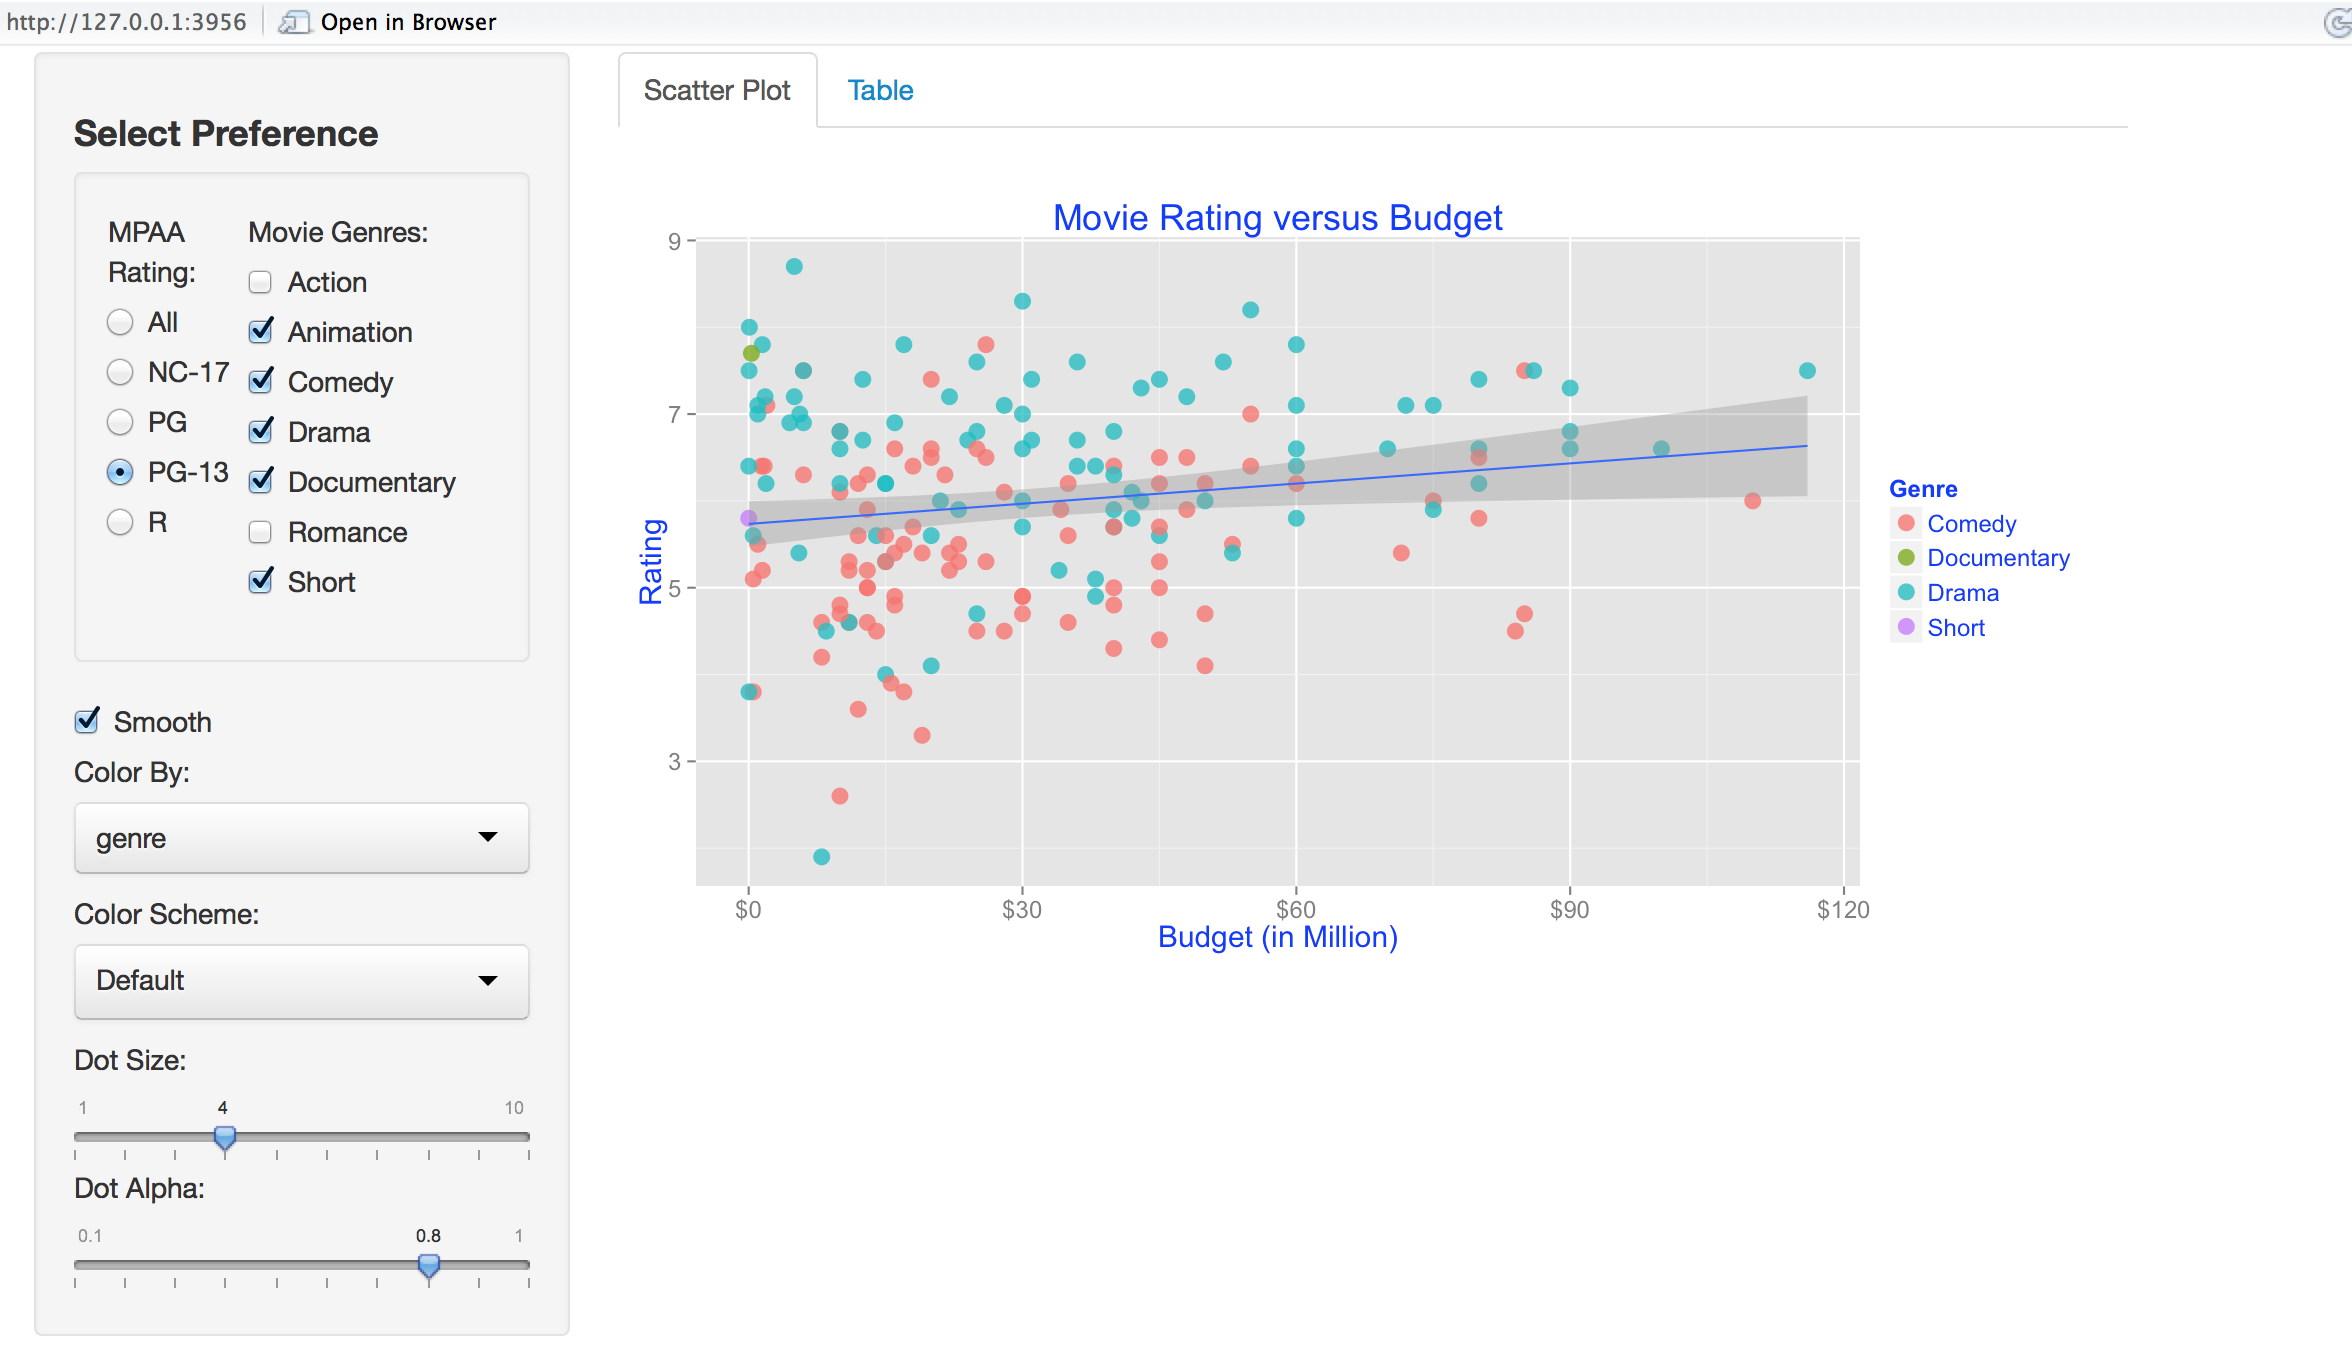 http://127.0.0.1:3956 Open in Browser
Select Preference
MPAA
Rating:
All
NC-17
PG
PG-13
R
Movie Genres:
Action
Animation
Comedy
Drama
Documentary
Romance
Short
Smooth
Color By:
genre
Color Scheme:
Default
Dot Size:
1 4 10
Dot Alpha:
0.1 0.8 1
Scatter Plot Table
Movie Rating versus Budget
Rating
9
7
5
3
$0 $30 $60 $90 $120
Budget (in Million)
Genre
Comedy
Documentary
Drama
Short